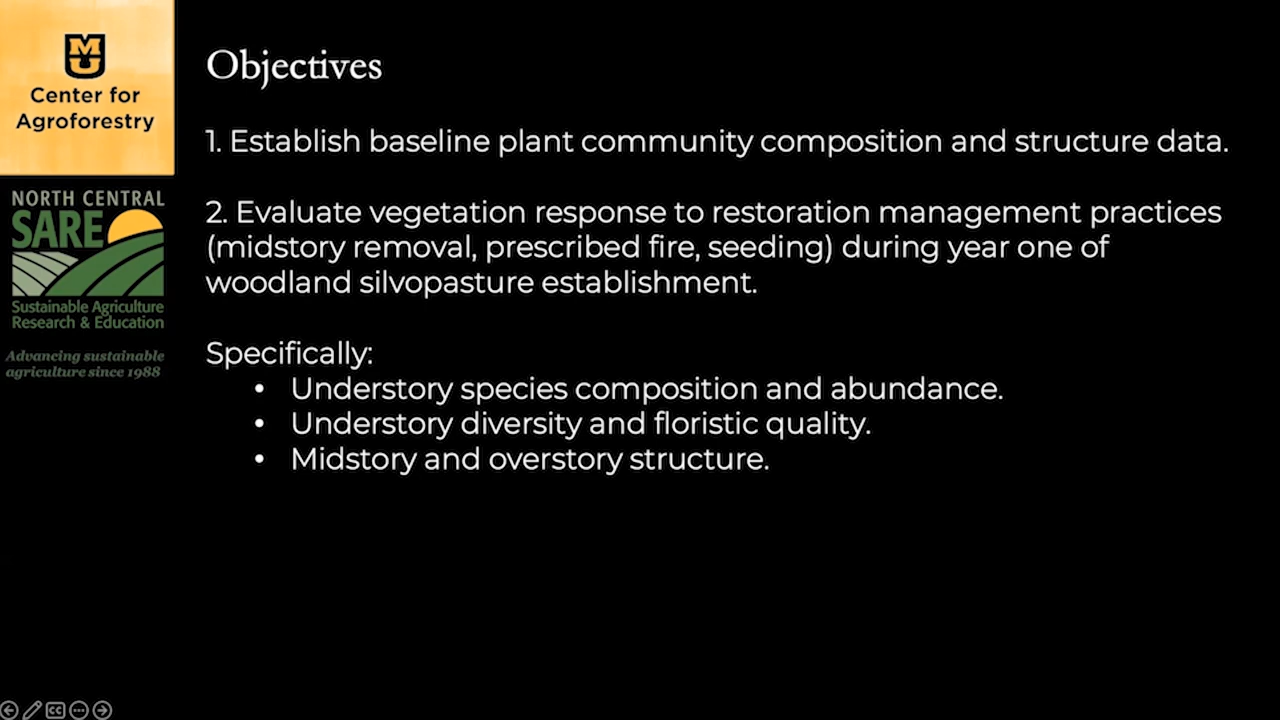 MU
Center for
Agroforestry
NORTH CENTRAL
SARE
Sustainable Agriculture
Research & Education
Advancing sustainable
agriculture since 1988
Objectives
1. Establish baseline plant community composition and structure data.
2. Evaluate vegetation response to restoration management practices
(midstory removal, prescribed fire, seeding) during year one of
woodland silvopasture establishment.
Specifically:
• Understory species composition and abundance.
• Understory diversity and floristic quality.
• Midstory and overstory structure.
CC